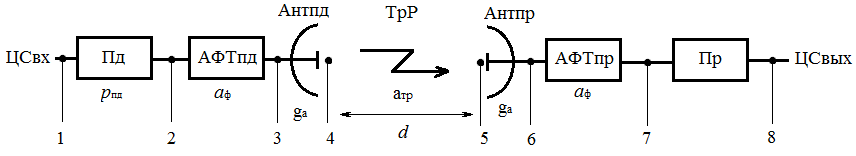 Антпд ТрР Антпр
ЦСвх Пд АФТпд АФТпр Пр ЦСвых
pпд aф aтр aф
gа d gа
1 2 3 4 5 6 7 8